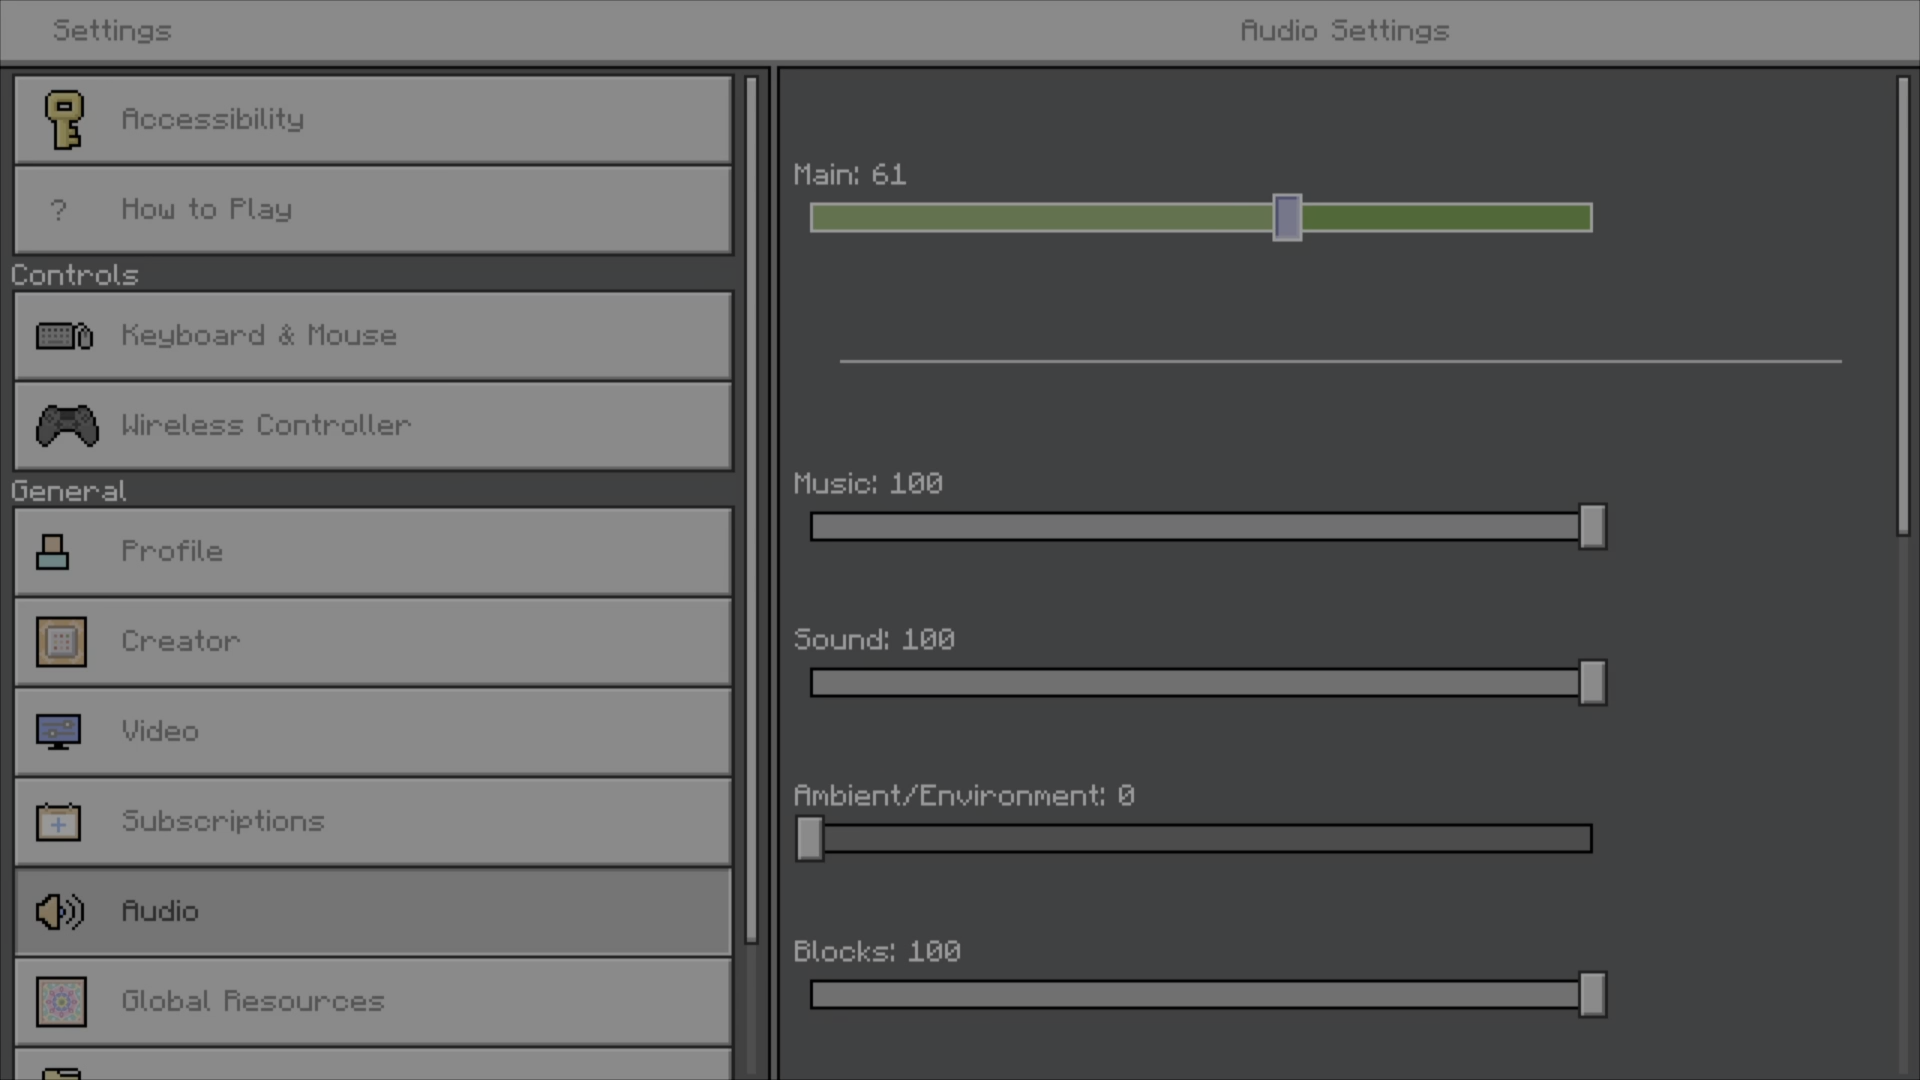 Settings
Audio Settings
Accessibility
? How to Play
Controls
Keyboard & Mouse
Wireless Controller
General
Profile
Creator
Video
Subscriptions
Audio
Global Resources
Main: 61
Music: 100
Sound: 100
Ambient/Environment: 0
Blocks: 100